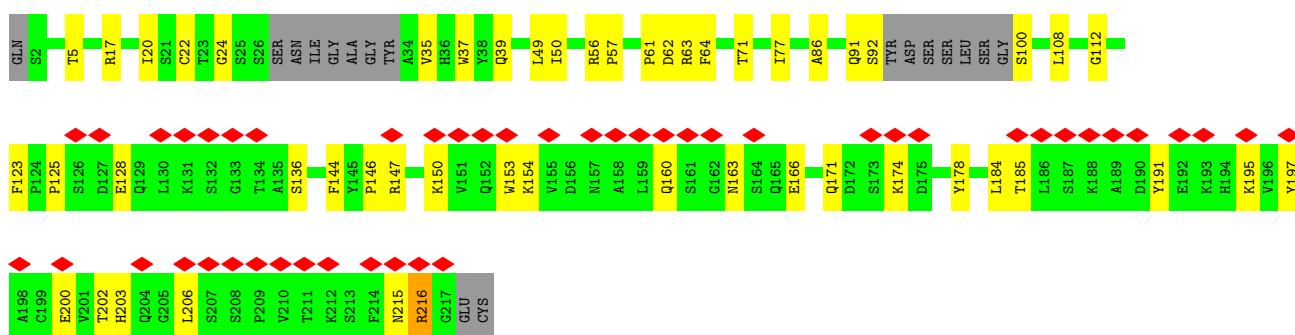 GLN S2 T5 R17 I20 S21 C22 T23 G24 S25 S26 SER ASN ILE GLY ALA GLY TYR A34 V35 H36 W37 Y38 Q39 L49 I50 R56 P57 P61 D62 R63 F64 T71 I77 A86 Q91 S92 TYR ASP SER SER LEU SER GLY S100 L108 G112
F123 P124 P125 S126 D127 E128 Q129 L130 K131 S132 G133 T134 A135 S136 F144 Y145 P146 R147 K150 V151 Q152 W153 K154 V155 D156 N157 A158 L159 Q160 S161 G162 N163 S164 Q165 E166 Q171 D172 S173 K174 D175 Y178 L184 T185 L186 S187 K188 A189 D190 Y191 E192 K193 H194 K195 V196 Y197
A198 C199 E200 V201 T202 H203 Q204 G205 L206 S207 S208 P209 V210 T211 K212 S213 F214 N215 R216 G217 GLU CYS